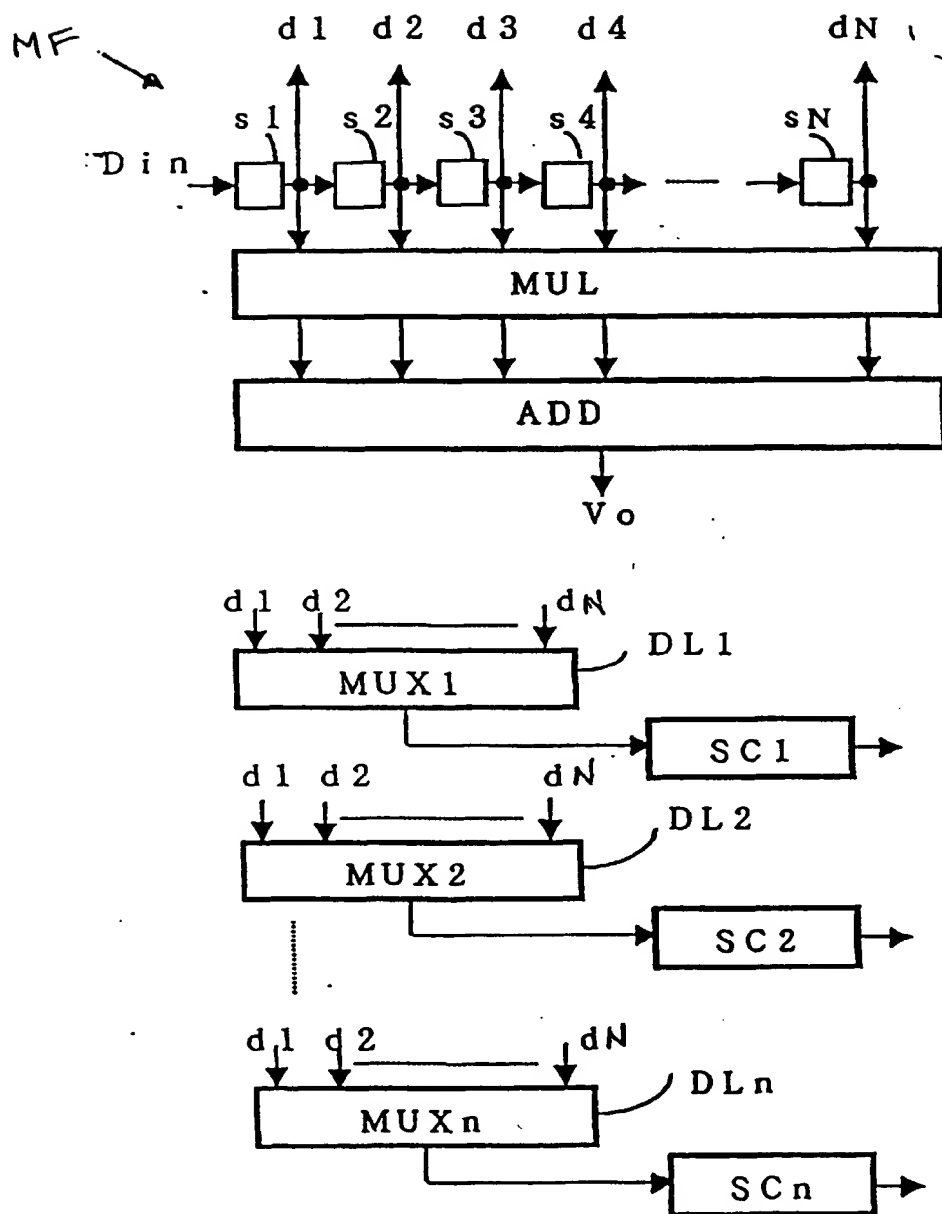 MF
d1 d2 d3 d4 dN
s1 s2 s3 s4 sN
Din
MUL
ADD
Vo
d1 d2 dN
DL1
MUX1
SC1
d1 d2 dN
DL2
MUX2
SC2
d1 d2 dN
DLn
MUXn
SCn